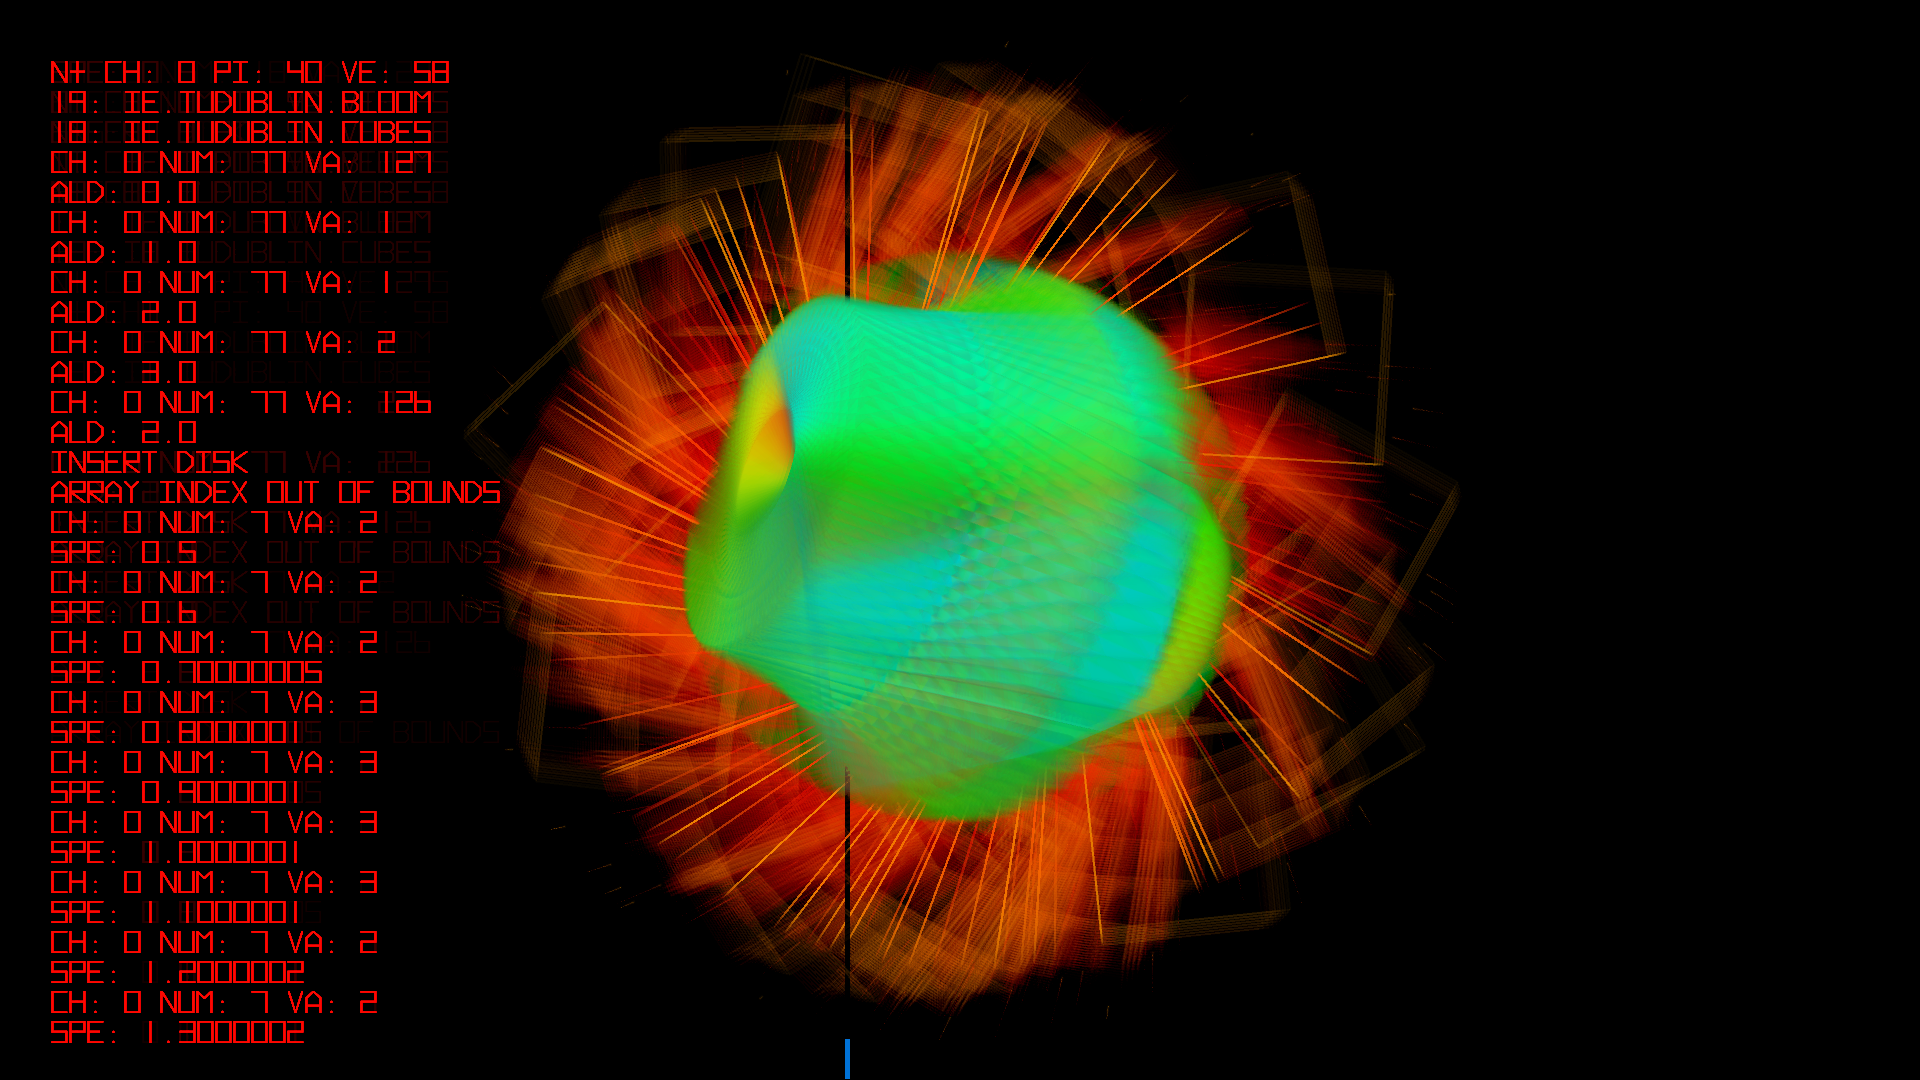 N+ CH: 0 PI: 40 VE: 58
19: IE.TUDUBLIN.BLOOM
18: IE.TUDUBLIN.CUBES
CH: 0 NUM: 77 VA: 127
ALD: 0.0
CH: 0 NUM: 77 VA: 1
ALD: 1.0
CH: 0 NUM: 77 VA: 1
ALD: 2.0
CH: 0 NUM: 77 VA: 2
ALD: 3.0
CH: 0 NUM: 77 VA: 126
ALD: 2.0
INSERT DISK
ARRAY INDEX OUT OF BOUNDS
CH: 0 NUM: 7 VA: 2
SPE: 0.5
CH: 0 NUM: 7 VA: 2
SPE: 0.6
CH: 0 NUM: 7 VA: 2
SPE: 0.70000005
CH: 0 NUM: 7 VA: 3
SPE: 0.8000001
CH: 0 NUM: 7 VA: 3
SPE: 0.9000001
CH: 0 NUM: 7 VA: 3
SPE: 1.0000001
CH: 0 NUM: 7 VA: 3
SPE: 1.1000001
CH: 0 NUM: 7 VA: 2
SPE: 1.2000002
CH: 0 NUM: 7 VA: 2
SPE: 1.3000002